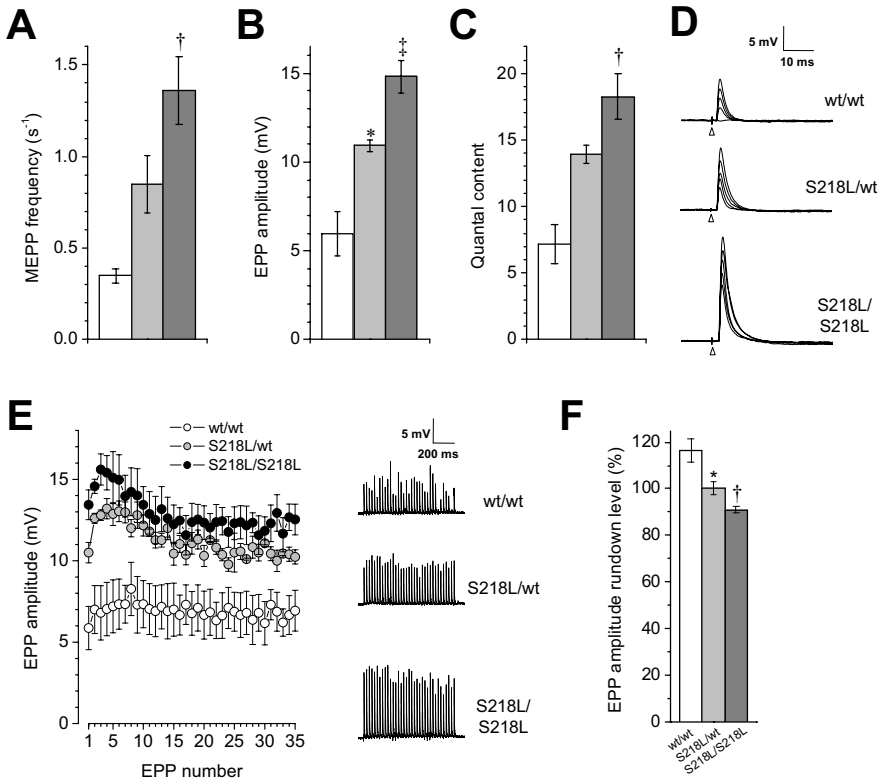 A
MEPP frequency (s⁻¹)
1.5
1.0
0.5
0.0
†
B
EPP amplitude (mV)
15
10
5
0
*
‡
C
Quantal content
20
15
10
5
0
†
D
5 mV
10 ms
wt/wt
S218L/wt
S218L/
S218L
E
EPP amplitude (mV)
15
10
5
0
wt/wt
S218L/wt
S218L/S218L
1 5 10 15 20 25 30 35
EPP number
5 mV
200 ms
wt/wt
S218L/wt
S218L/
S218L
F
EPP amplitude rundown level (%)
120
100
80
60
40
20
0
*
†
wt/wt
S218L/wt
S218L/S218L